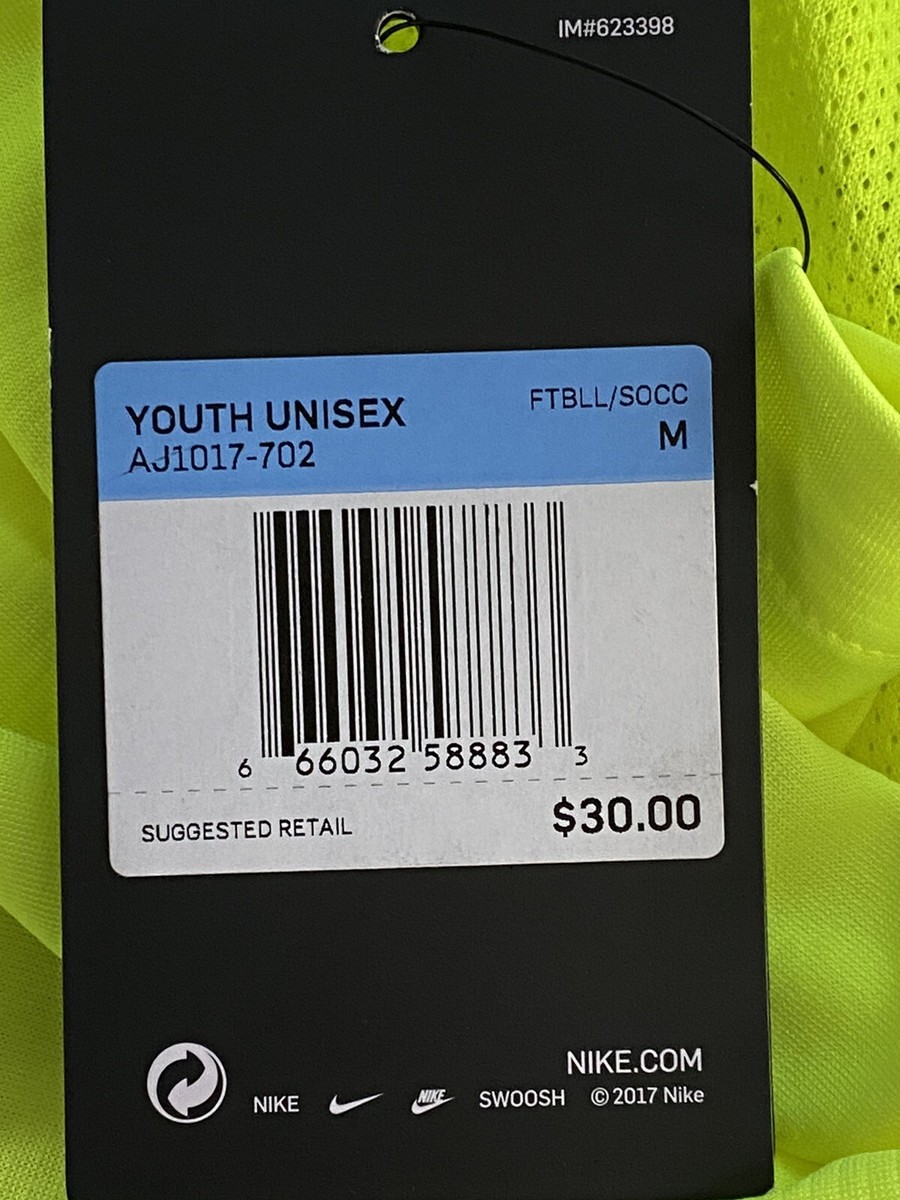 IM#623398
YOUTH UNISEX
FTBLL/SOCC
AJ1017-702
M
6 66032 58883 3
SUGGESTED RETAIL
$30.00
NIKE.COM
NIKE NIKE SWOOSH © 2017 Nike